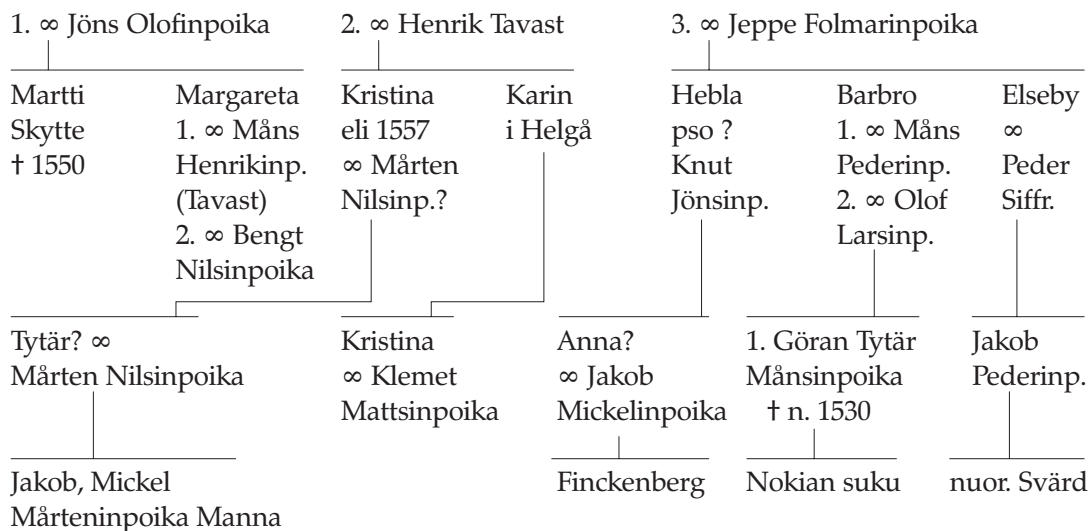 1. ∞ Jöns Olofinpoika
2. ∞ Henrik Tavast
3. ∞ Jeppe Folmarinpoika
Martti
Skytte
† 1550
Margareta
1. ∞ Måns
Henrikinp.
(Tavast)
2. ∞ Bengt
Nilsinpoika
Kristina
eli 1557
∞ Mårten
Nilsinp.?
Karin
i Helgå
Hebla
pso ?
Knut
Jönsinp.
Barbro
1. ∞ Måns
Pederinp.
2. ∞ Olof
Larsinp.
Elseby
∞
Peder
Siffr.
Tytär? ∞
Mårten Nilsinpoika
Kristina
∞ Klemet
Mattsinpoika
Anna?
∞ Jakob
Mickelinpoika
1. Göran Tytär
Månsinpoika
† n. 1530
Jakob
Pederinp.
Jakob, Mickel
Mårteninpoika Manna
Finckenberg
Nokian suku
nuor. Svärd